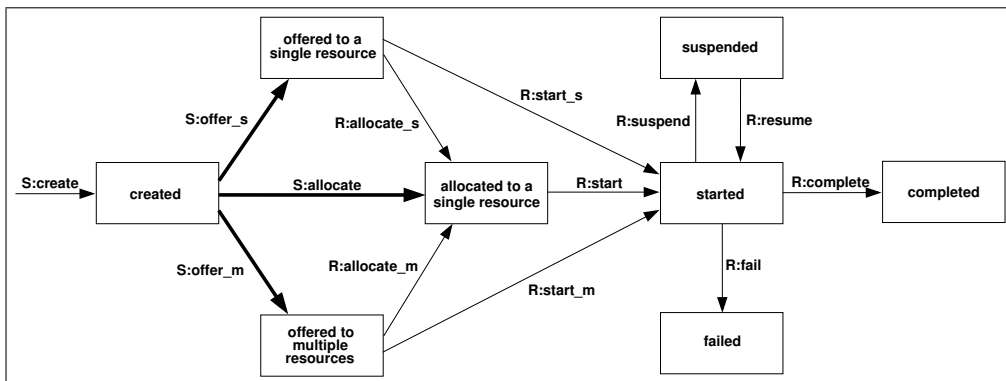 offered to a
single resource
suspended
S:offer_s
R:start_s
R:allocate_s
R:suspend
R:resume
S:create
created
S:allocate
allocated to a
single resource
R:start
started
R:complete
completed
S:offer_m
R:allocate_m
R:start_m
R:fail
offered to
multiple
resources
failed